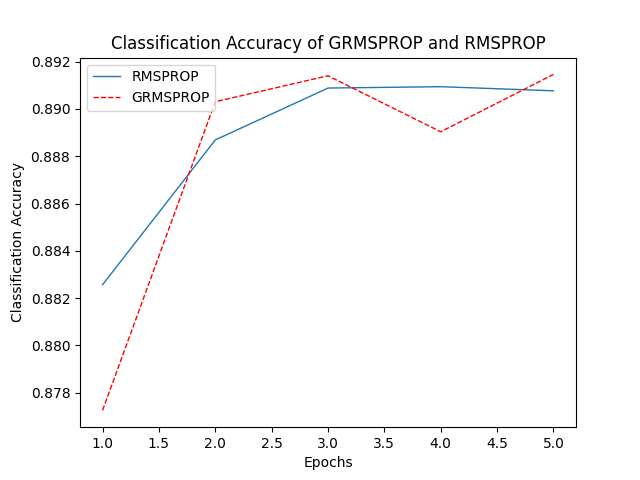 Classification Accuracy of GRMSPROP and RMSPROP
RMSPROP
GRMSPROP
Classification Accuracy
0.892
0.890
0.888
0.886
0.884
0.882
0.880
0.878
1.0 1.5 2.0 2.5 3.0 3.5 4.0 4.5 5.0
Epochs